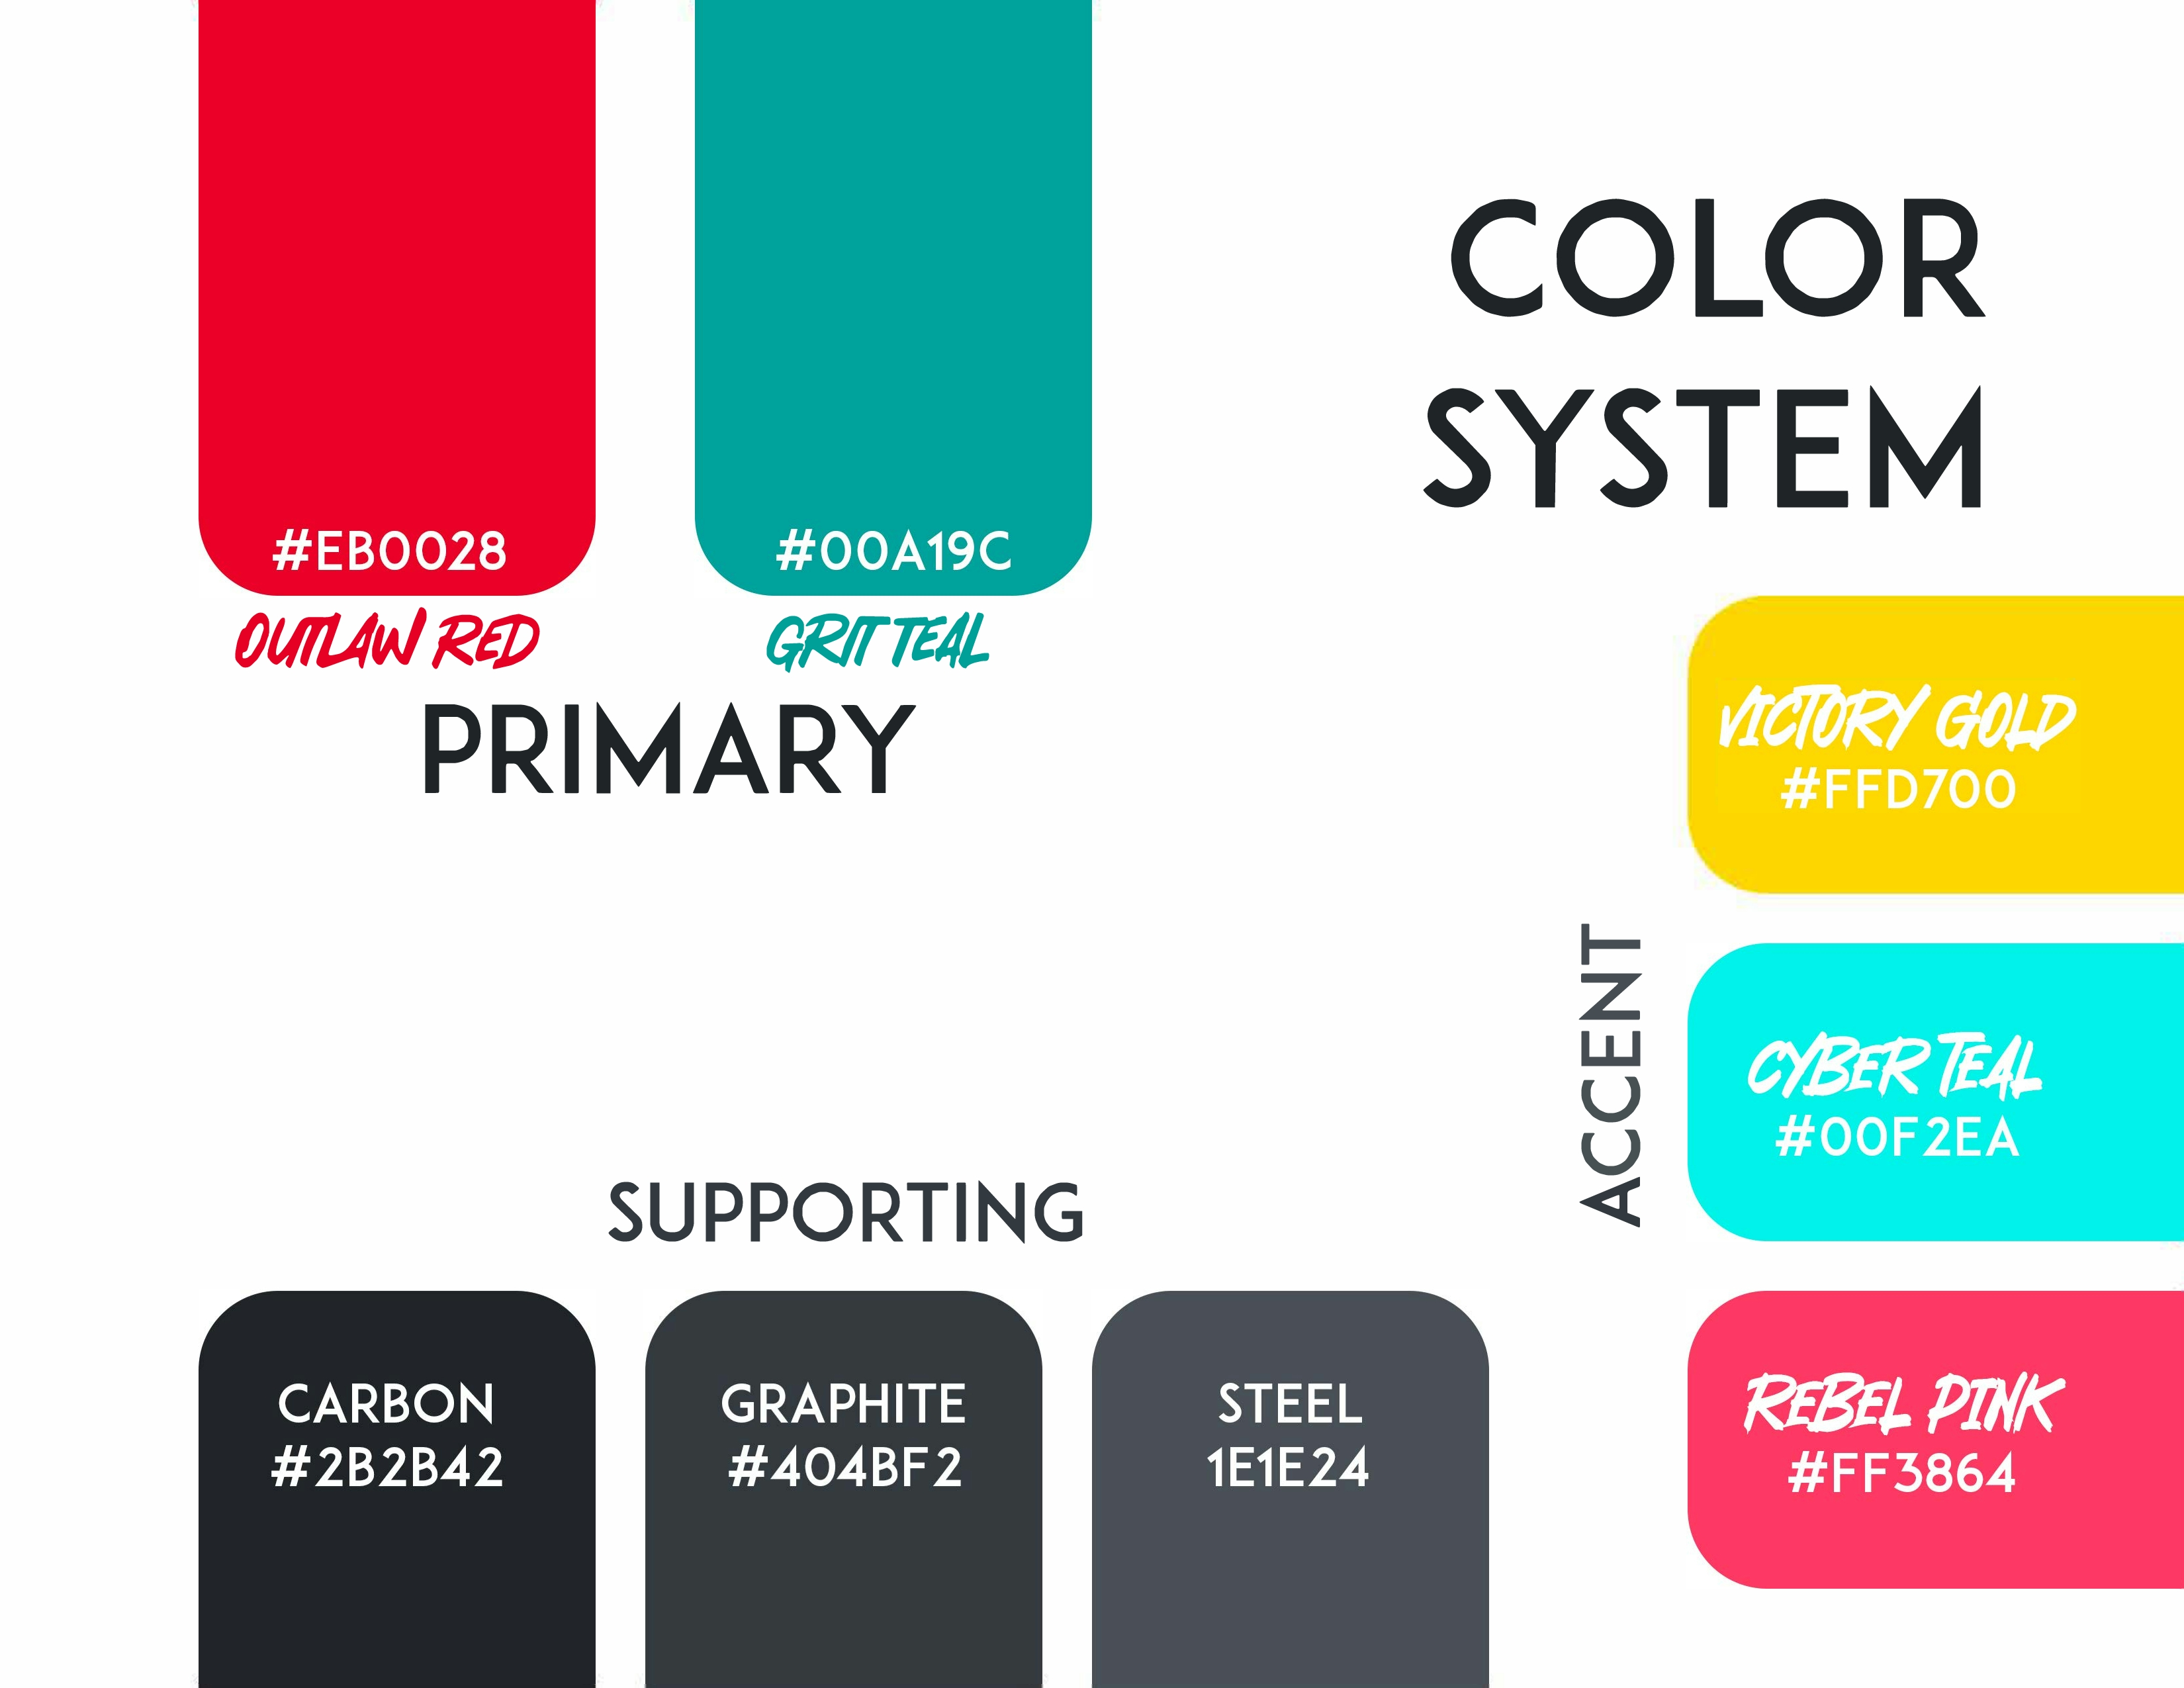 COLOR
SYSTEM
#EB0028
OUTLAW RED
#00A19C
GRIT TEAL
PRIMARY
VICTORY GOLD
#FFD700
ACCENT
CYBER TEAL
#00F2EA
REBEL PINK
#FF3864
SUPPORTING
CARBON
#2B2B42
GRAPHITE
#404BF2
STEEL
1E1E24